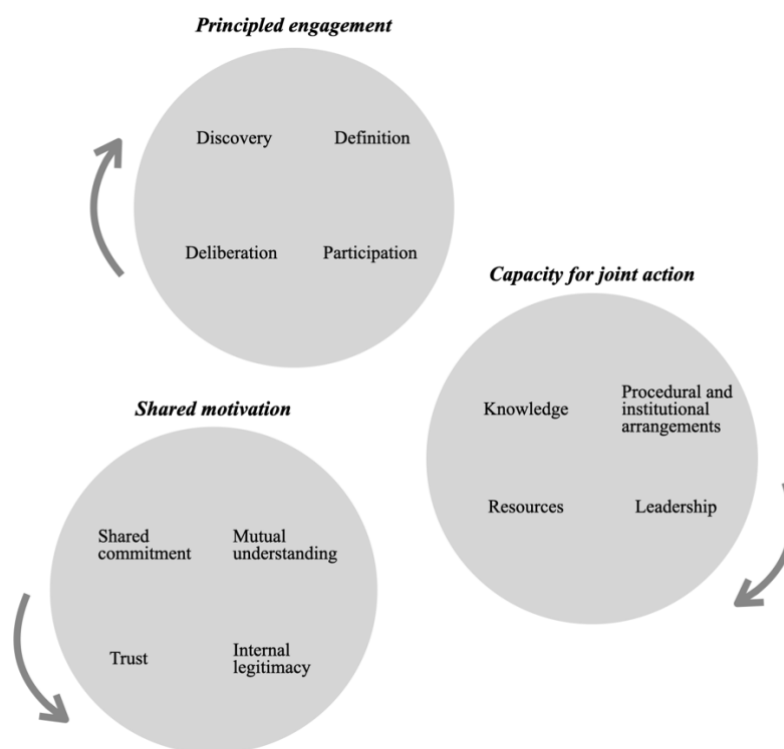 Principled engagement
Discovery
Definition
Deliberation
Participation
Capacity for joint action
Knowledge
Procedural and
institutional
arrangements
Resources
Leadership
Shared motivation
Shared
commitment
Mutual
understanding
Trust
Internal
legitimacy